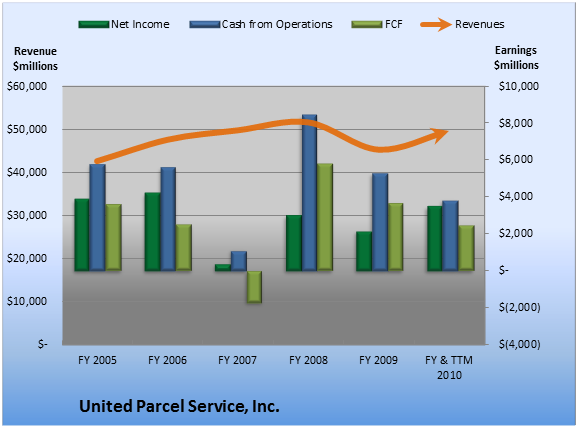 Net Income Cash from Operations FCF Revenues
Revenue
$millions
Earnings
$millions
$60,000
$50,000
$40,000
$30,000
$20,000
$10,000
$-
$10,000
$8,000
$6,000
$4,000
$2,000
$-
$(2,000)
$(4,000)
FY 2005 FY 2006 FY 2007 FY 2008 FY 2009 FY & TTM
2010
United Parcel Service, Inc.